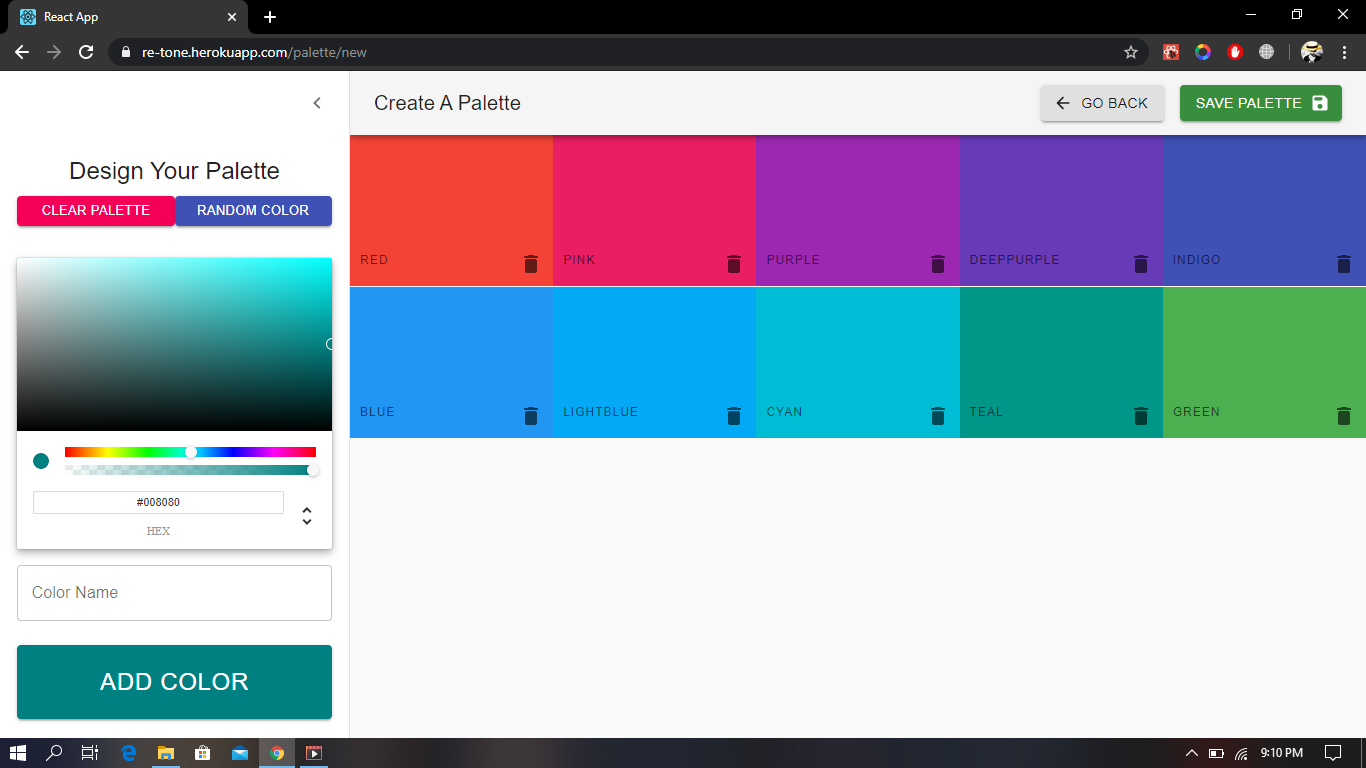 React App
re-tone.herokuapp.com/palette/new
Create A Palette
GO BACK
SAVE PALETTE
Design Your Palette
CLEAR PALETTE
RANDOM COLOR
RED
PINK
PURPLE
DEEPPURPLE
INDIGO
BLUE
LIGHTBLUE
CYAN
TEAL
GREEN
#008080
HEX
Color Name
ADD COLOR
9:10 PM